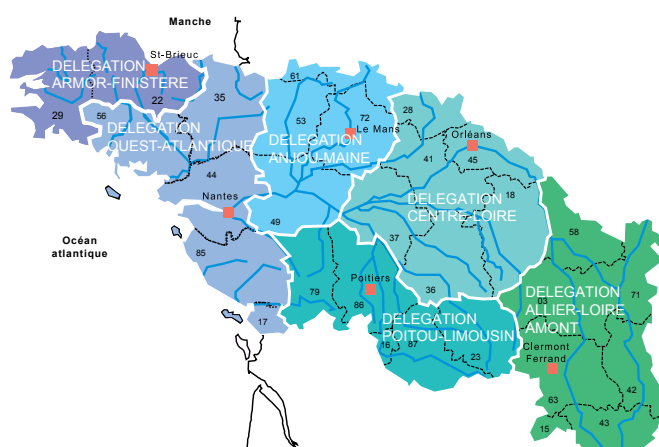 Manche
St-Brieuc
DELEGATION
ARMOR-FINISTERE
22
29
56
35
DELEGATION
OUEST-ATLANTIQUE
44
Nantes
Océan
atlantique
85
17
61
53
72
Le Mans
DELEGATION
ANJOU-MAINE
49
28
Orléans
41
45
18
DELEGATION
CENTRE-LOIRE
37
36
79
Poitiers
86
DELEGATION
POITOU-LIMOUSIN
16
87
23
58
71
03
DELEGATION
ALLIER-LOIRE
AMONT
Clermont
Ferrand
42
63
43
15